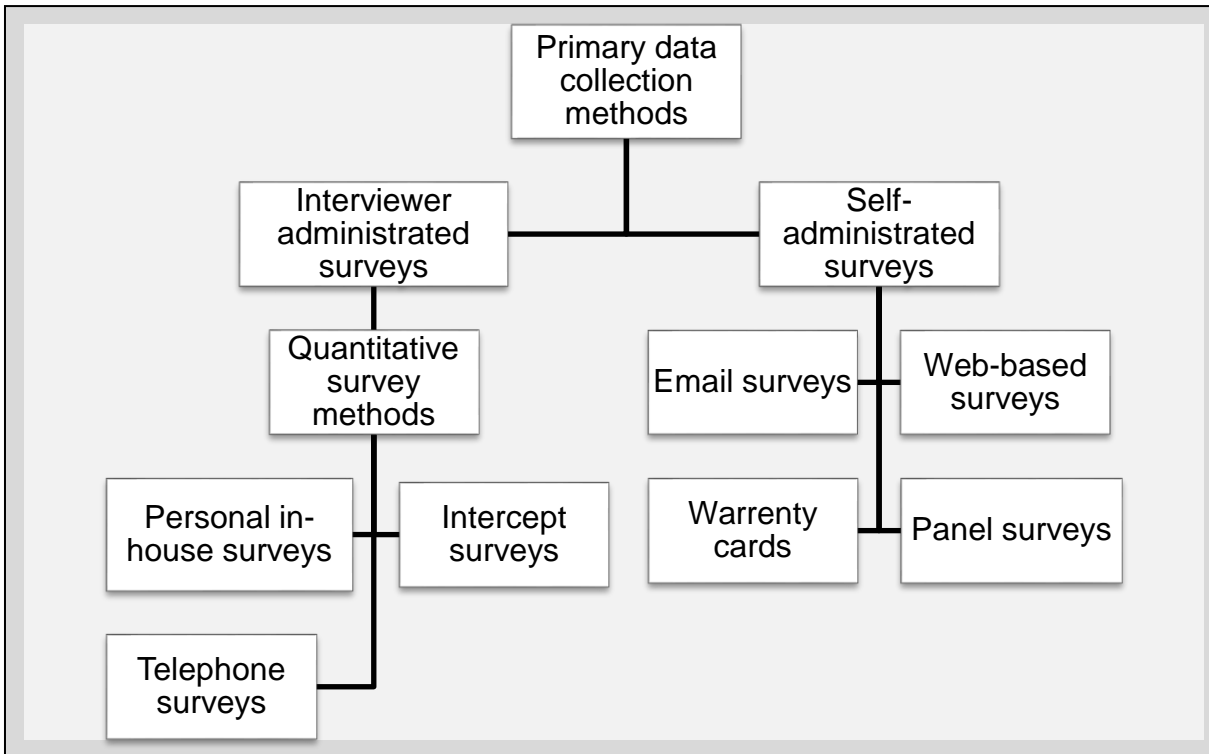 Primary data
collection
methods
Interviewer
administrated
surveys
Self-
administrated
surveys
Quantitative
survey
methods
Email surveys
Web-based
surveys
Personal in-
house surveys
Intercept
surveys
Warrenty
cards
Panel surveys
Telephone
surveys